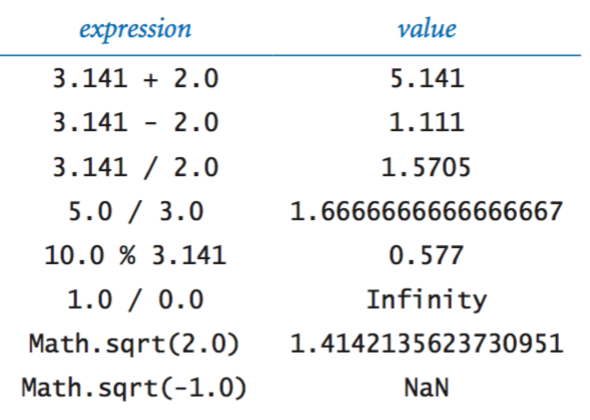 expression value
3.141 + 2.0 5.141
3.141 - 2.0 1.111
3.141 / 2.0 1.5705
5.0 / 3.0 1.6666666666666667
10.0 % 3.141 0.577
1.0 / 0.0 Infinity
Math.sqrt(2.0) 1.4142135623730951
Math.sqrt(-1.0) NaN